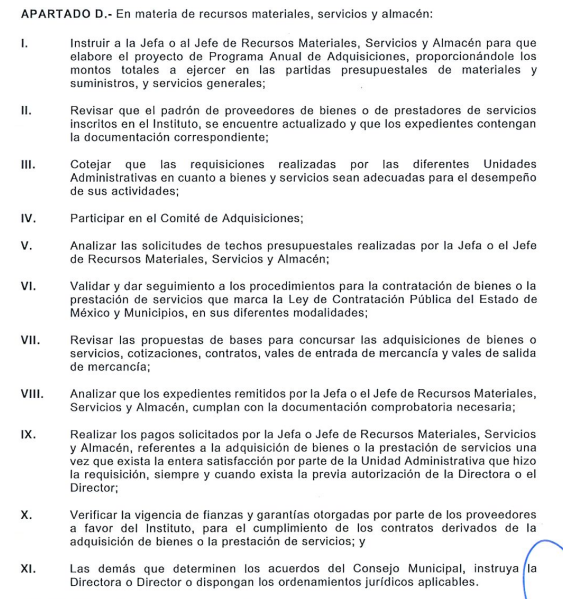 APARTADO D.- En materia de recursos materiales, servicios y almacén:
I. Instruir a la Jefa o al Jefe de Recursos Materiales, Servicios y Almacén para que
elabore el proyecto de Programa Anual de Adquisiciones, proporcionándole los
montos totales a ejercer en las partidas presupuestales de materiales y
suministros, y servicios generales;
II. Revisar que el padrón de proveedores de bienes o de prestadores de servicios
inscritos en el Instituto, se encuentre actualizado y que los expedientes contengan
la documentación correspondiente;
III. Cotejar que las requisiciones realizadas por las diferentes Unidades
Administrativas en cuanto a bienes y servicios sean adecuadas para el desempeño
de sus actividades;
IV. Participar en el Comité de Adquisiciones;
V. Analizar las solicitudes de techos presupuestales realizadas por la Jefa o el Jefe
de Recursos Materiales, Servicios y Almacén;
VI. Validar y dar seguimiento a los procedimientos para la contratación de bienes o la
prestación de servicios que marca la Ley de Contratación Pública del Estado de
México y Municipios, en sus diferentes modalidades;
VII. Revisar las propuestas de bases para concursar las adquisiciones de bienes o
servicios, cotizaciones, contratos, vales de entrada de mercancía y vales de salida
de mercancía;
VIII. Analizar que los expedientes remitidos por la Jefa o el Jefe de Recursos Materiales,
Servicios y Almacén, cumplan con la documentación comprobatoria necesaria;
IX. Realizar los pagos solicitados por la Jefa o Jefe de Recursos Materiales, Servicios
y Almacén, referentes a la adquisición de bienes o la prestación de servicios una
vez que exista la entera satisfacción por parte de la Unidad Administrativa que hizo
la requisición, siempre y cuando exista la previa autorización de la Directora o el
Director;
X. Verificar la vigencia de fianzas y garantías otorgadas por parte de los proveedores
a favor del Instituto, para el cumplimiento de los contratos derivados de la
adquisición de bienes o la prestación de servicios; y
XI. Las demás que determinen los acuerdos del Consejo Municipal, instruya la
Directora o Director o dispongan los ordenamientos jurídicos aplicables.